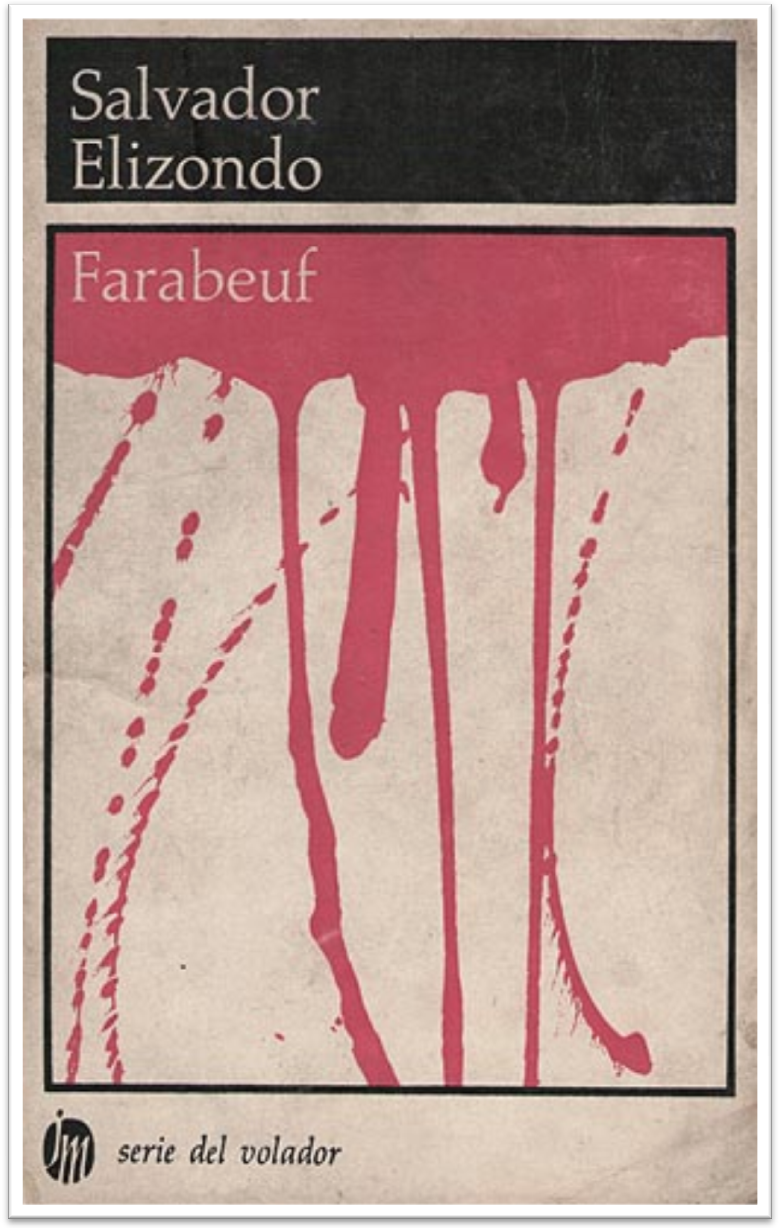 Salvador
Elizondo
Farabeuf
jm serie del volador